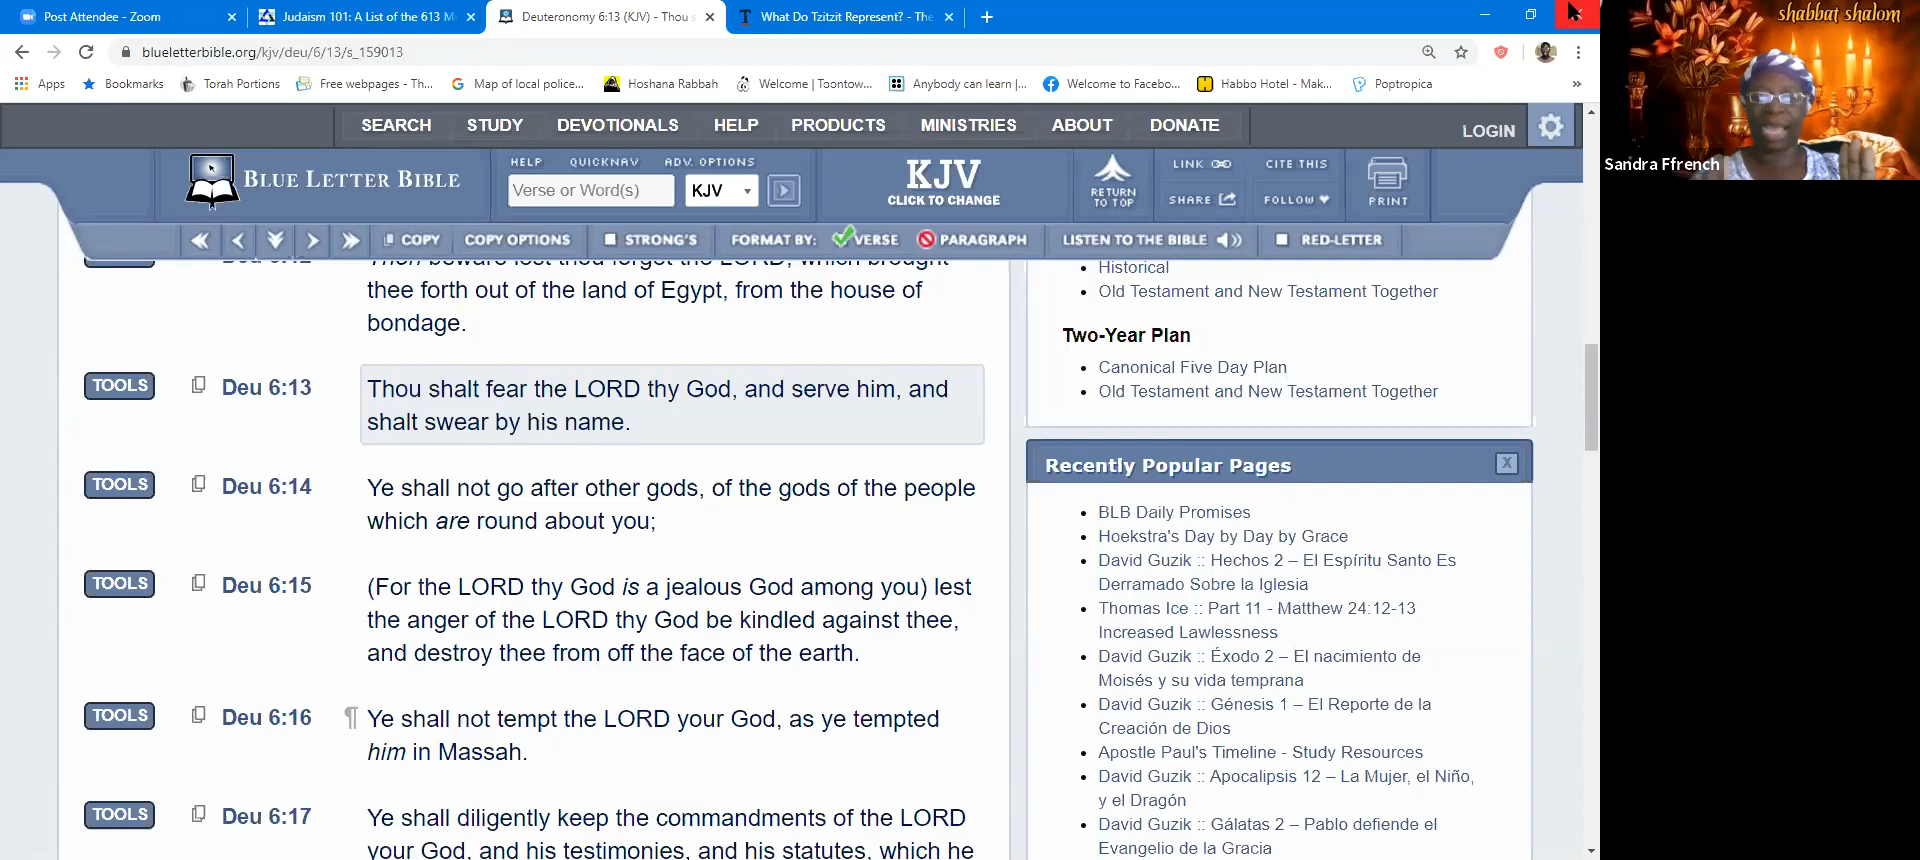 Post Attendee - Zoom
Judaism 101: A List of the 613 Mi
Deuteronomy 6:13 (KJV) - Thou s
What Do Tzitzit Represent? - The
blueletterbible.org/kjv/deu/6/13/s_159013
Apps
Bookmarks
Torah Portions
Free webpages - Th...
Map of local police...
Hoshana Rabbah
Welcome | Toontow...
Anybody can learn |...
Welcome to Facebo...
Habbo Hotel - Mak...
Poptropica
shabbat shalom
Sandra Ffrench
SEARCH
STUDY
DEVOTIONALS
HELP
PRODUCTS
MINISTRIES
ABOUT
DONATE
LOGIN
BLUE LETTER BIBLE
HELP
QUICKNAV
ADV. OPTIONS
Verse or Word(s)
KJV
KJV
CLICK TO CHANGE
RETURN
TO TOP
LINK
CITE THIS
SHARE
FOLLOW
PRINT
COPY
COPY OPTIONS
STRONG'S
FORMAT BY:
VERSE
PARAGRAPH
LISTEN TO THE BIBLE
RED-LETTER
Deu 6:12
Then beware lest thou forget the LORD, which brought
thee forth out of the land of Egypt, from the house of
bondage.
TOOLS
Deu 6:13
Thou shalt fear the LORD thy God, and serve him, and
shalt swear by his name.
TOOLS
Deu 6:14
Ye shall not go after other gods, of the gods of the people
which are round about you;
TOOLS
Deu 6:15
(For the LORD thy God is a jealous God among you) lest
the anger of the LORD thy God be kindled against thee,
and destroy thee from off the face of the earth.
TOOLS
Deu 6:16
¶ Ye shall not tempt the LORD your God, as ye tempted
him in Massah.
TOOLS
Deu 6:17
Ye shall diligently keep the commandments of the LORD
your God, and his testimonies, and his statutes, which he
Historical
Old Testament and New Testament Together
Two-Year Plan
Canonical Five Day Plan
Old Testament and New Testament Together
Recently Popular Pages
X
BLB Daily Promises
Hoekstra's Day by Day by Grace
David Guzik :: Hechos 2 – El Espíritu Santo Es
Derramado Sobre la Iglesia
Thomas Ice :: Part 11 - Matthew 24:12-13
Increased Lawlessness
David Guzik :: Éxodo 2 – El nacimiento de
Moisés y su vida temprana
David Guzik :: Génesis 1 – El Reporte de la
Creación de Dios
Apostle Paul's Timeline - Study Resources
David Guzik :: Apocalipsis 12 – La Mujer, el Niño,
y el Dragón
David Guzik :: Gálatas 2 – Pablo defiende el
Evangelio de la Gracia